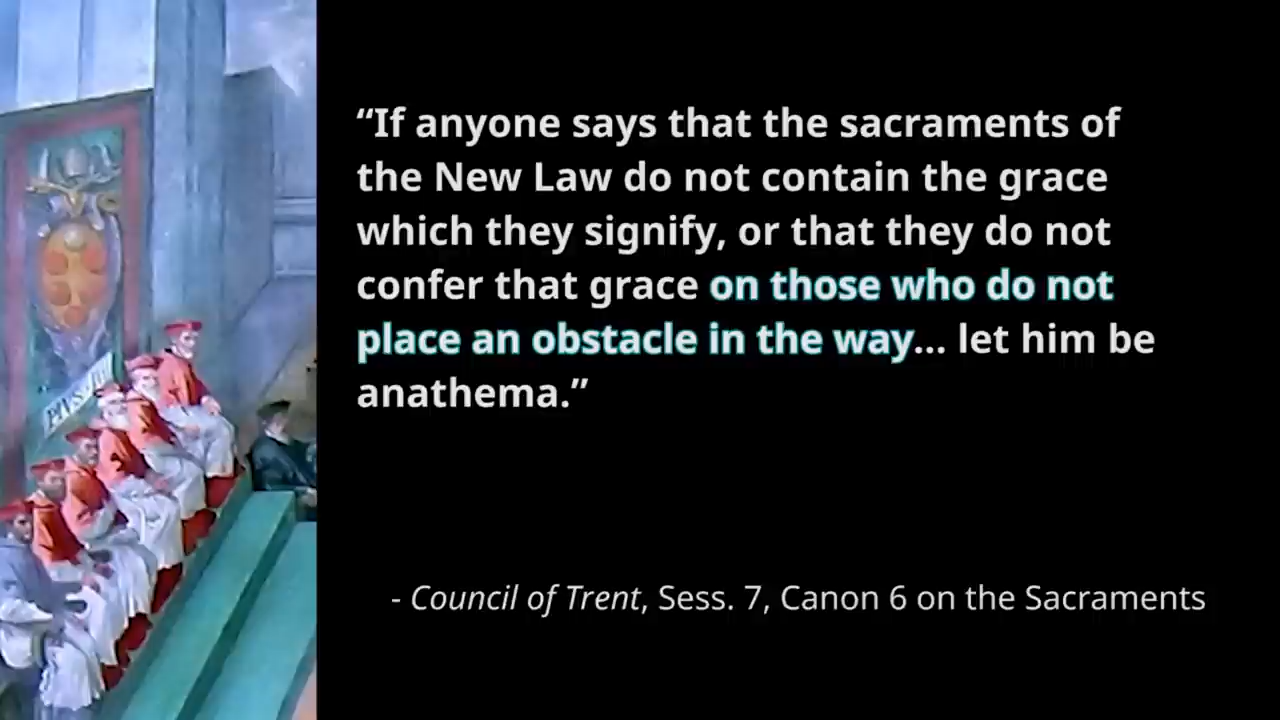 “If anyone says that the sacraments of
the New Law do not contain the grace
which they signify, or that they do not
confer that grace on those who do not
place an obstacle in the way... let him be
anathema.”
- Council of Trent, Sess. 7, Canon 6 on the Sacraments